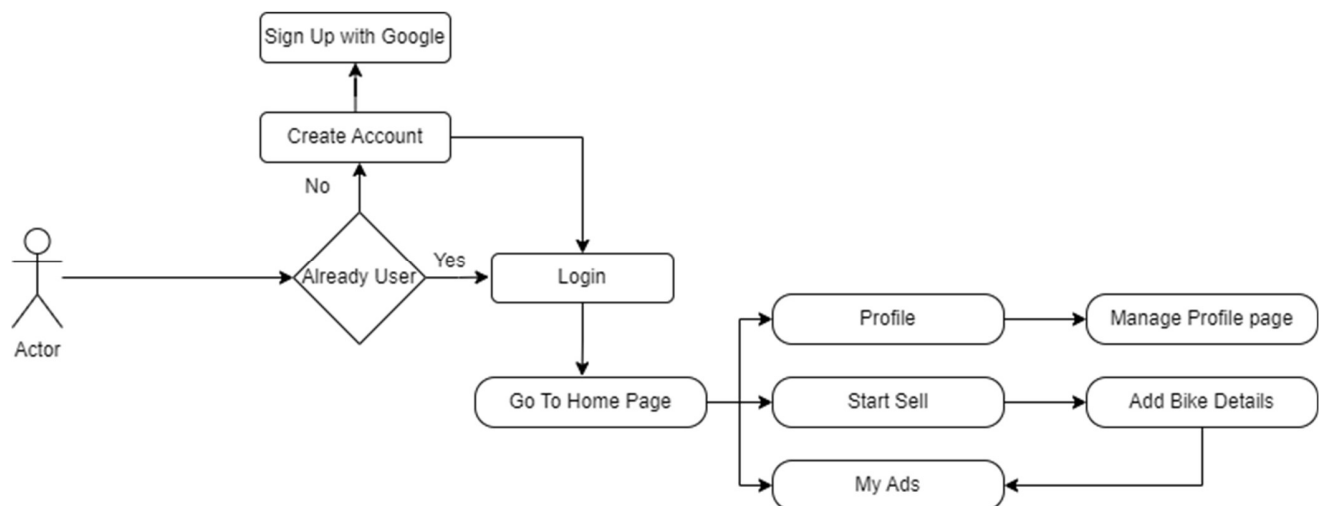 Sign Up with Google
Create Account
No
Already User
Yes
Login
Actor
Profile
Manage Profile page
Go To Home Page
Start Sell
Add Bike Details
My Ads